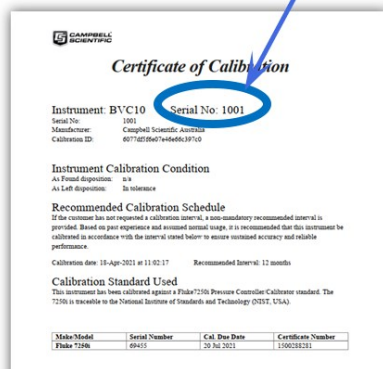 CAMPBELL
SCIENTIFIC
Certificate of Calibration
Instrument: BVC10 Serial No: 1001
Serial No: 1001
Manufacturer: Campbell Scientific Australia
Calibration ID: 6077df5f6e07e46e66c397c0
Instrument Calibration Condition
As Found disposition: n/a
As Left disposition: In tolerance
Recommended Calibration Schedule
If the customer has not requested a calibration interval, a non-mandatory recommended interval is
provided. Based on past experience and assumed normal usage, it is recommended that this instrument be
calibrated in accordance with the interval stated below to ensure sustained accuracy and reliable
performance.
Calibration date: 18-Apr-2021 at 11:02:17 Recommended Interval: 12 months
Calibration Standard Used
This instrument has been calibrated against a Fluke7250i Pressure Controller/Calibrator standard. The
7250i is traceable to the National Institute of Standards and Technology (NIST, USA).
Make/Model Serial Number Cal. Due Date Certificate Number
Fluke 7250i 69455 20 Jul 2021 1500288281